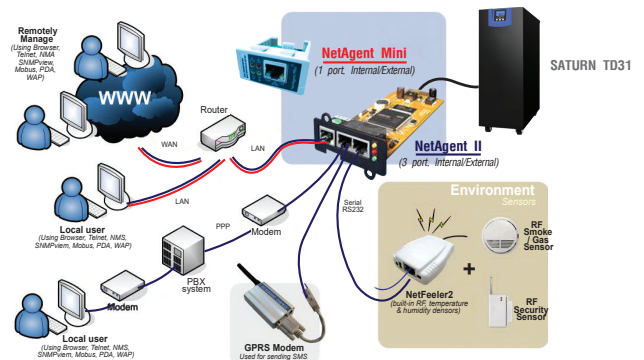 Remotely
Manage
(Using Browser,
Telnet, NMA
SNMPview,
Mobus, PDA,
WAP)
WWW
NetAgent Mini
(1 port. Internal/External)
SATURN TD31
Router
WAN
LAN
NetAgent II
(3 port. Internal/External)
LAN
Local user
(Using Browser, Telnet, NMS,
SNMPviem, Mobus, PDA, WAP)
PPP
Modem
Serial
RS232
Environment
Sensors
RF
Smoke
/ Gas
Sensor
PBX
system
Modem
NetFeeler2
(built-in RF, temperature
& humidity densors)
+
RF
Security
Sensor
Local user
(Using Browser, Telnet, NMS,
SNMPviem, Mobus, PDA, WAP)
GPRS Modem
Used for sending SMS